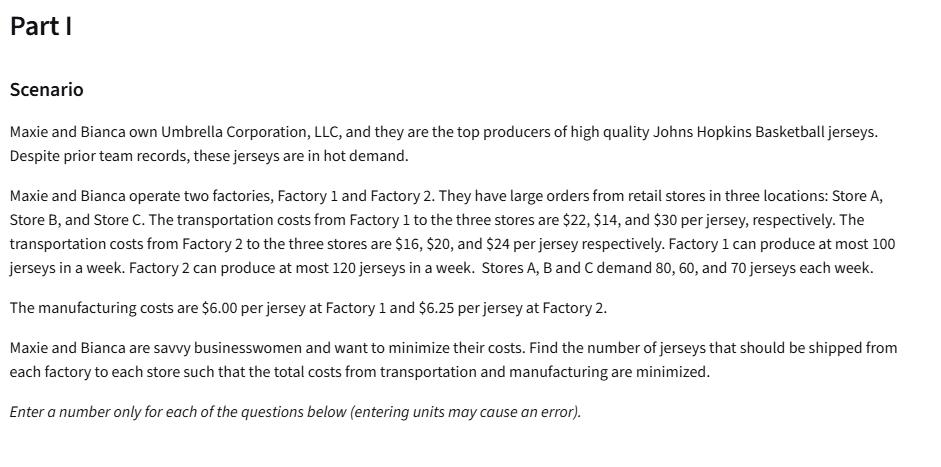 Part I
Scenario
Maxie and Bianca own Umbrella Corporation, LLC, and they are the top producers of high quality Johns Hopkins Basketball jerseys.
Despite prior team records, these jerseys are in hot demand.
Maxie and Bianca operate two factories, Factory 1 and Factory 2. They have large orders from retail stores in three locations: Store A,
Store B, and Store C. The transportation costs from Factory 1 to the three stores are $22, $14, and $30 per jersey, respectively. The
transportation costs from Factory 2 to the three stores are $16, $20, and $24 per jersey respectively. Factory 1 can produce at most 100
jerseys in a week. Factory 2 can produce at most 120 jerseys in a week.  Stores A, B and C demand 80, 60, and 70 jerseys each week.
The manufacturing costs are $6.00 per jersey at Factory 1 and $6.25 per jersey at Factory 2.
Maxie and Bianca are savvy businesswomen and want to minimize their costs. Find the number of jerseys that should be shipped from
each factory to each store such that the total costs from transportation and manufacturing are minimized.
Enter a number only for each of the questions below (entering units may cause an error).